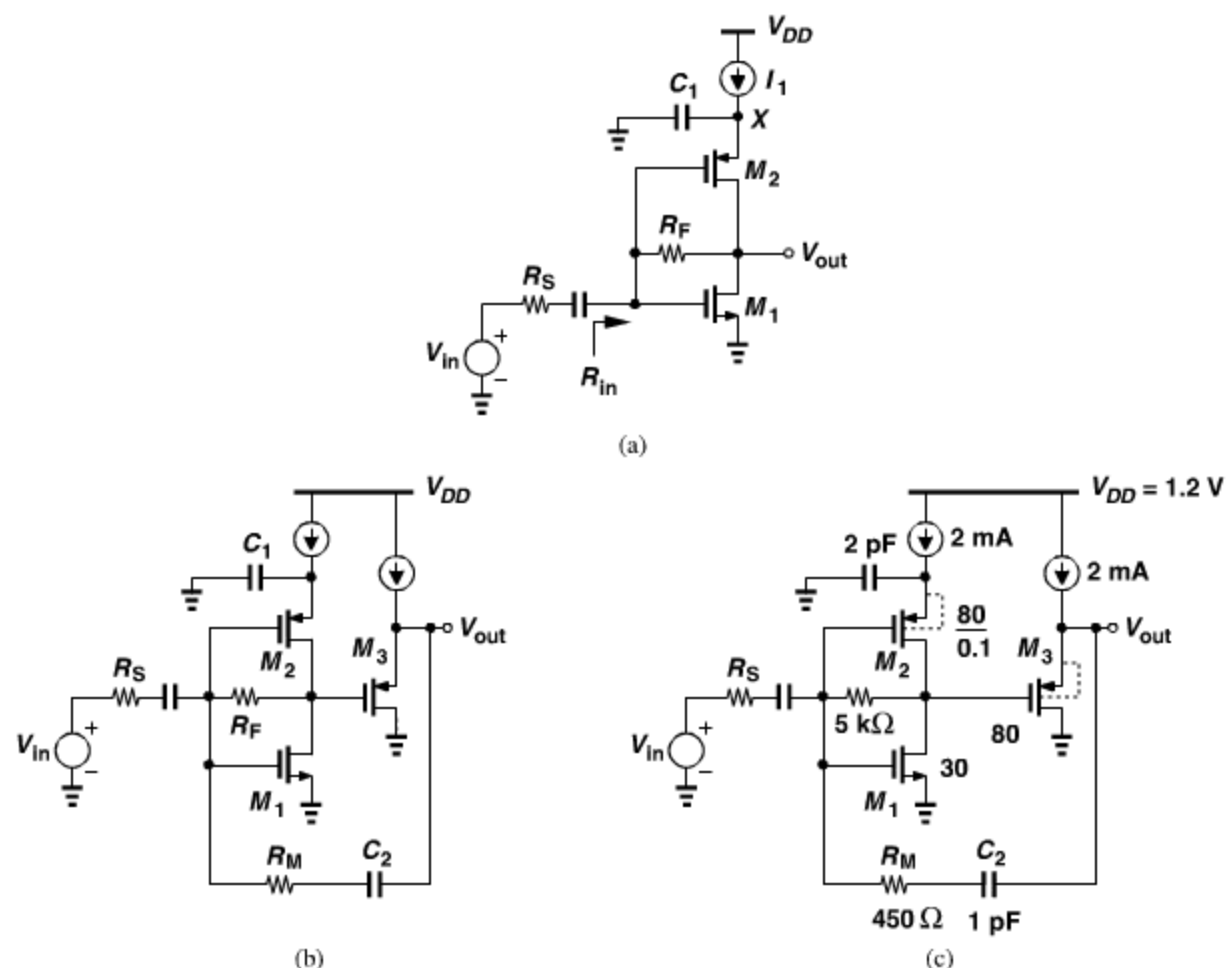 V_DD
C_1
I_1
X
M_2
R_F
V_out
R_S
M_1
V_in
+
−
R_in
(a)
V_DD
C_1
M_2
M_3
V_out
R_S
R_F
V_in
+
−
M_1
R_M
C_2
(b)
V_DD = 1.2 V
2 pF
2 mA
2 mA
80
0.1
M_2
M_3
V_out
R_S
5 kΩ
80
V_in
+
−
30
M_1
R_M
C_2
450 Ω
1 pF
(c)